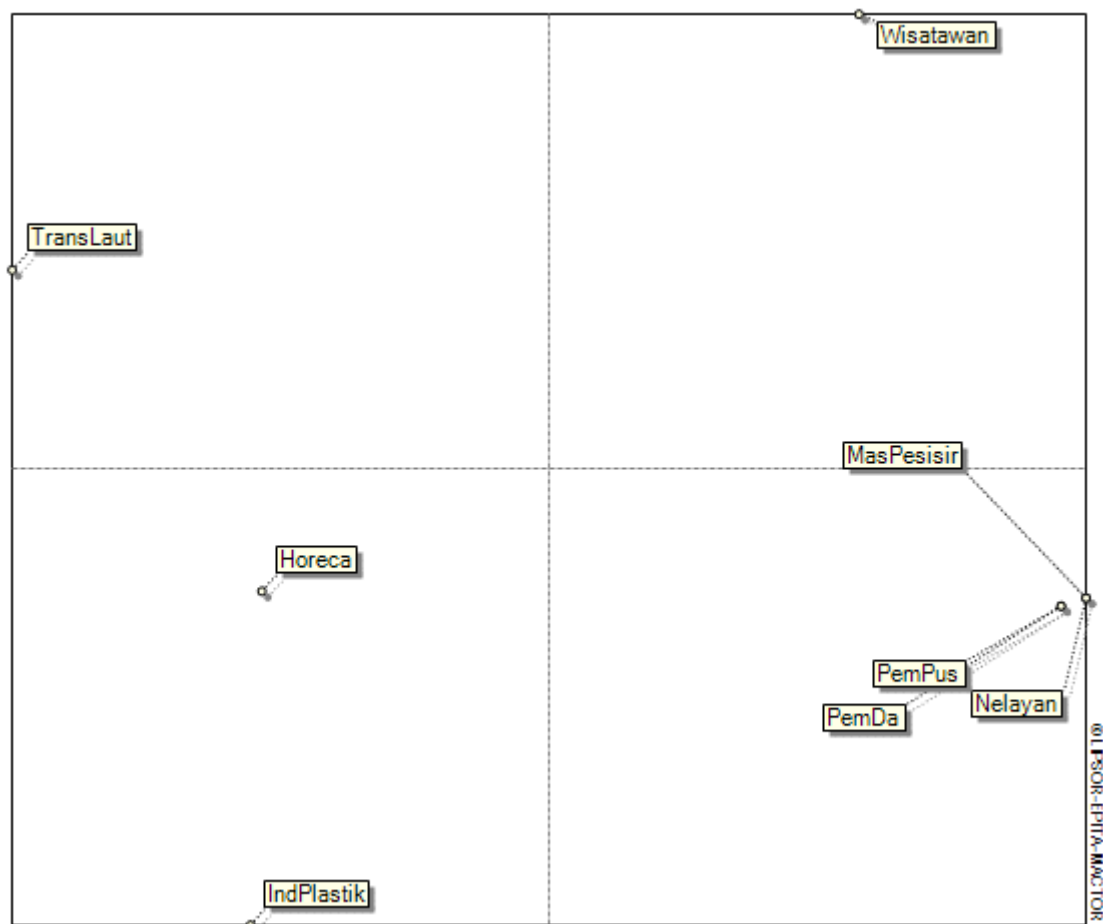 Wisatawan
TransLaut
MasPesisir
Horeca
PemPus
Nelayan
PemDa
IndPlastik
© LIPSOR-EPITA-MACTOR